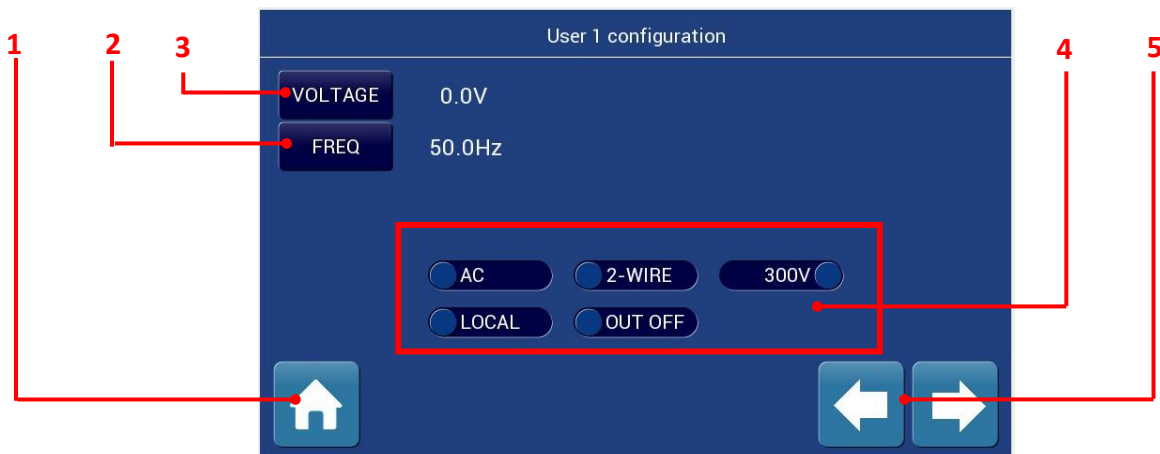 1 2 3 4 5
User 1 configuration
VOLTAGE 0.0V
FREQ 50.0Hz
AC 2-WIRE 300V
LOCAL OUT OFF